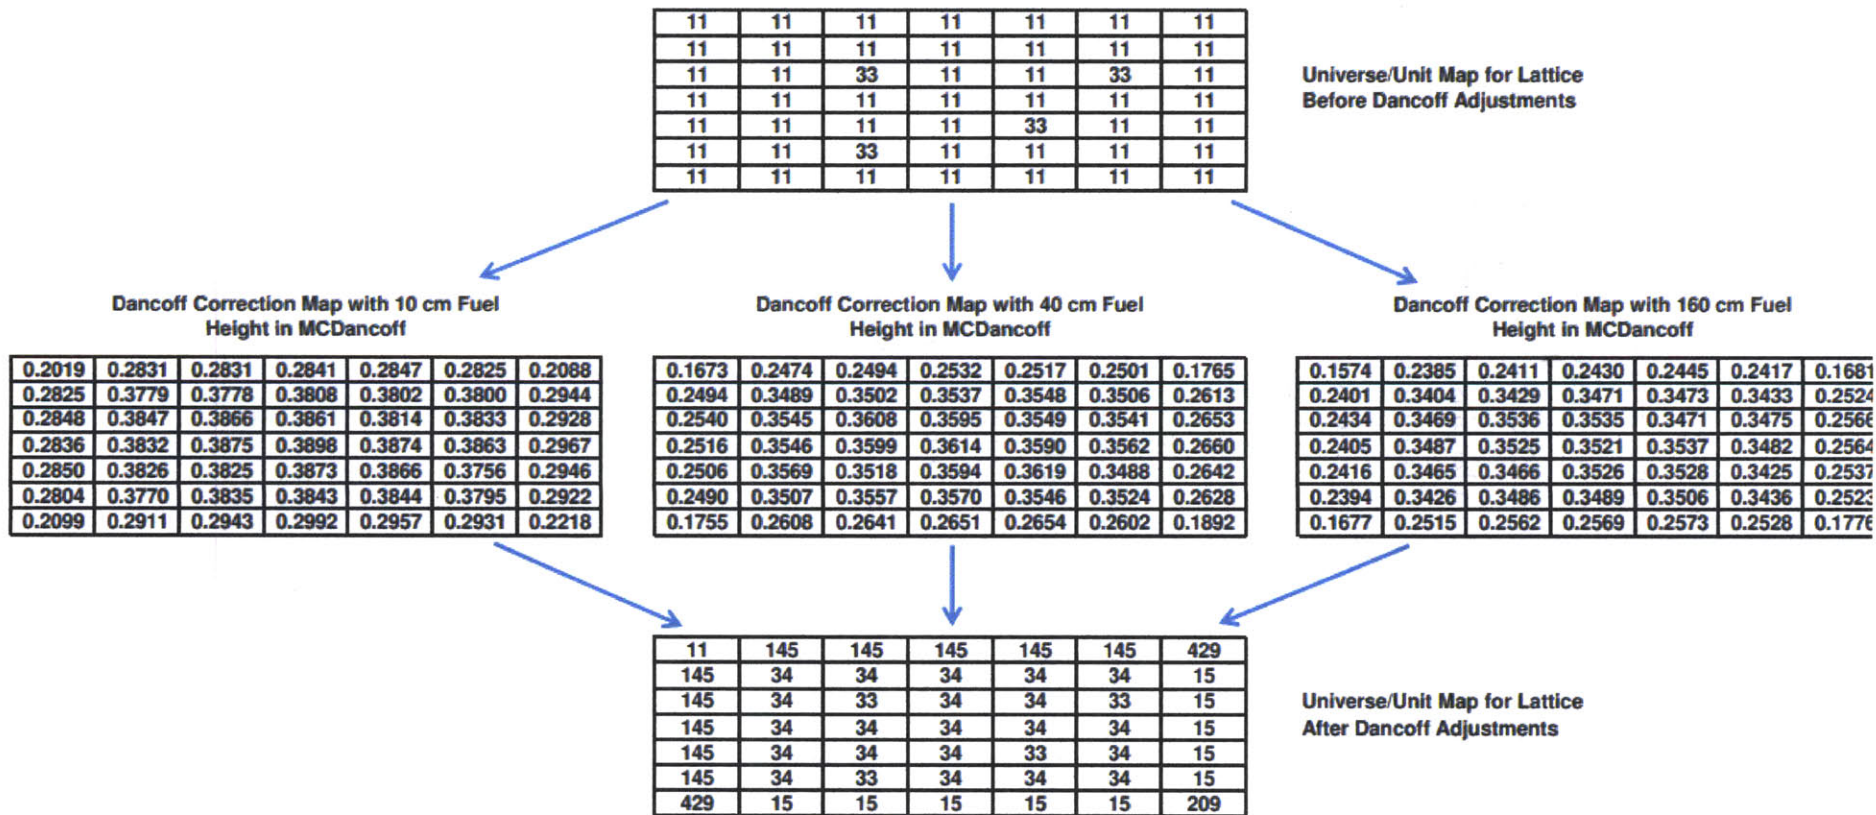 11 11 11 11 11 11 11
11 11 11 11 11 11 11
11 11 33 11 11 33 11
11 11 11 11 11 11 11
11 11 11 11 33 11 11
11 11 33 11 11 11 11
11 11 11 11 11 11 11
Universe/Unit Map for Lattice
Before Dancoff Adjustments
Dancoff Correction Map with 10 cm Fuel
Height in MCDancoff
0.2019 0.2831 0.2831 0.2841 0.2847 0.2825 0.2088
0.2825 0.3779 0.3778 0.3808 0.3802 0.3800 0.2944
0.2848 0.3847 0.3866 0.3861 0.3814 0.3833 0.2928
0.2836 0.3832 0.3875 0.3898 0.3874 0.3863 0.2967
0.2850 0.3826 0.3825 0.3873 0.3866 0.3756 0.2946
0.2804 0.3770 0.3835 0.3843 0.3844 0.3795 0.2922
0.2099 0.2911 0.2943 0.2992 0.2957 0.2931 0.2218
Dancoff Correction Map with 40 cm Fuel
Height in MCDancoff
0.1673 0.2474 0.2494 0.2532 0.2517 0.2501 0.1765
0.2494 0.3489 0.3502 0.3537 0.3548 0.3506 0.2613
0.2540 0.3545 0.3608 0.3595 0.3549 0.3541 0.2653
0.2516 0.3546 0.3599 0.3614 0.3590 0.3562 0.2660
0.2506 0.3569 0.3518 0.3594 0.3619 0.3488 0.2642
0.2490 0.3507 0.3557 0.3570 0.3546 0.3524 0.2628
0.1755 0.2608 0.2641 0.2651 0.2654 0.2602 0.1892
Dancoff Correction Map with 160 cm Fuel
Height in MCDancoff
0.1574 0.2385 0.2411 0.2430 0.2445 0.2417 0.1681
0.2401 0.3404 0.3429 0.3471 0.3473 0.3433
0.2434 0.3469 0.3536 0.3535 0.3471 0.3475
0.2405 0.3487 0.3525 0.3521 0.3537 0.3482
0.2416 0.3465 0.3466 0.3526 0.3528 0.3425
0.2394 0.3426 0.3486 0.3489 0.3506 0.3436
0.1677 0.2515 0.2562 0.2569 0.2573 0.2528
11 145 145 145 145 145 429
145 34 34 34 34 34 15
145 34 33 34 34 33 15
145 34 34 34 34 34 15
145 34 34 34 33 34 15
145 34 33 34 34 34 15
429 15 15 15 15 15 209
Universe/Unit Map for Lattice
After Dancoff Adjustments